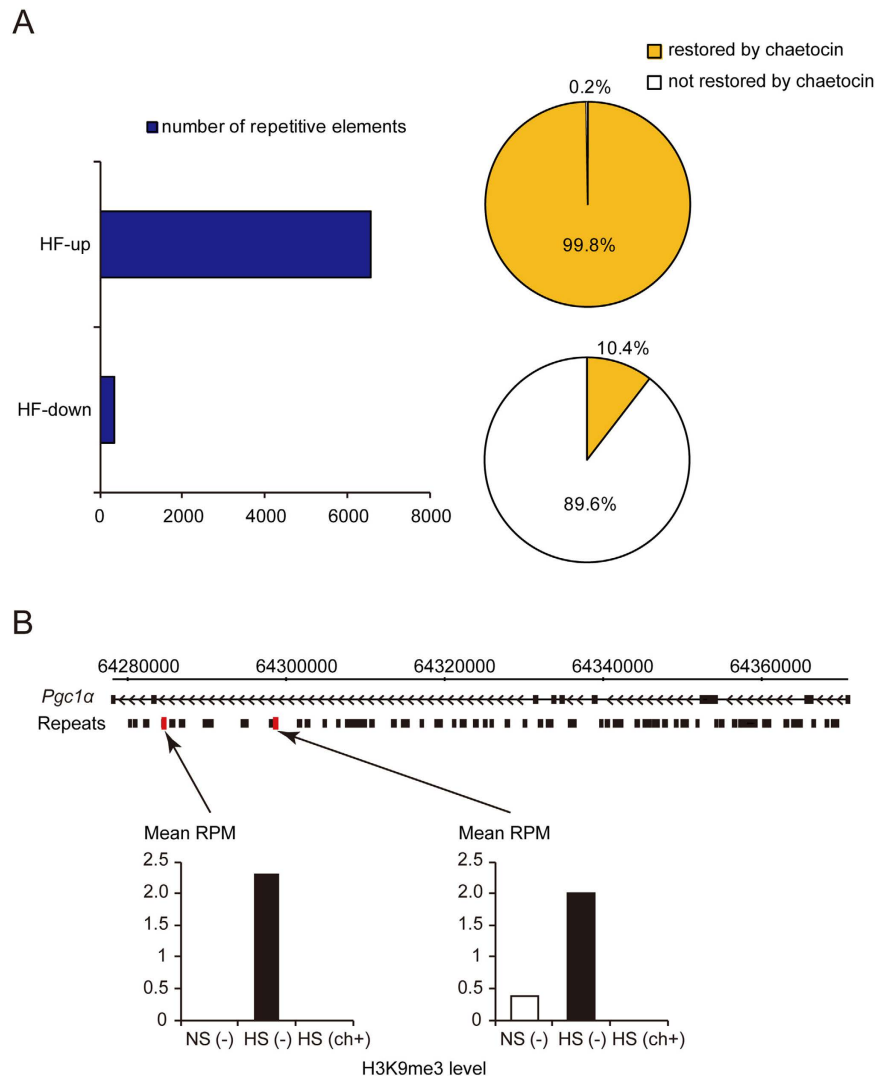 A
restored by chaetocin
not restored by chaetocin
number of repetitive elements
HF-up
HF-down
0 2000 4000 6000 8000
0.2%
99.8%
10.4%
89.6%
B
64280000 64300000 64320000 64340000 64360000
Pgc1α
Repeats
Mean RPM
2.5
2.0
1.5
1
0.5
0
NS (-) HS (-) HS (ch+)
Mean RPM
2.5
2.0
1.5
1
0.5
0
NS (-) HS (-) HS (ch+)
H3K9me3 level